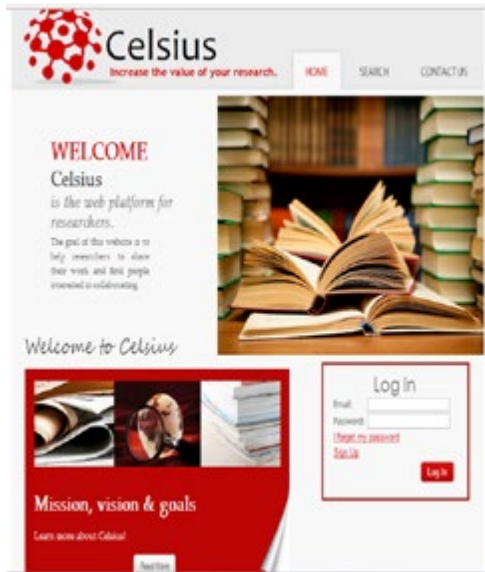 Celsius
Increase the value of your research.
HOME SEARCH CONTACT US
WELCOME
Celsius
is the web platform for
researchers.
The goal of this website is to
help researchers to share
their work and find people
interested in collaborating.
Welcome to Celsius
Log In
Email:
Password:
I forgot my password
Sign Up
Log In
Mission, vision & goals
Learn more about Celsius!
Read More